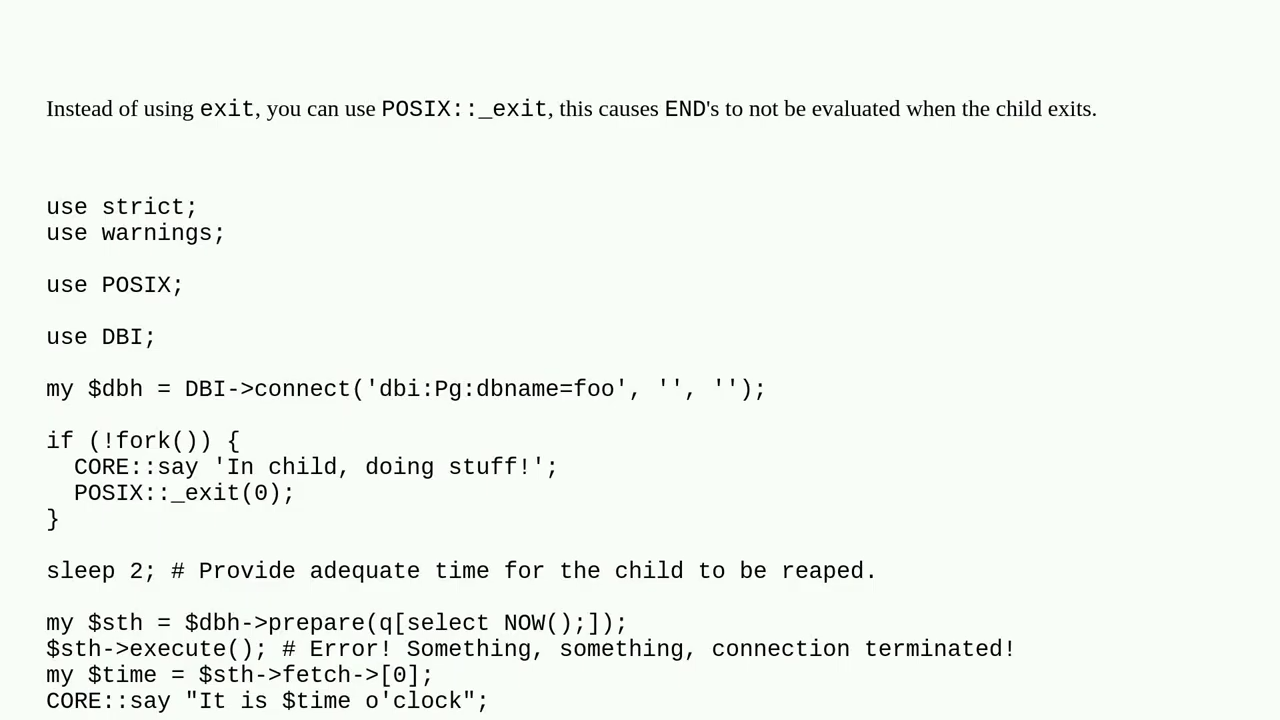 Instead of using exit, you can use POSIX::_exit, this causes END's to not be evaluated when the child exits.
use strict;
use warnings;
use POSIX;
use DBI;
my $dbh = DBI->connect('dbi:Pg:dbname=foo', '', '');
if (!fork()) {
  CORE::say 'In child, doing stuff!';
  POSIX::_exit(0);
}
sleep 2; # Provide adequate time for the child to be reaped.
my $sth = $dbh->prepare(q[select NOW();]);
$sth->execute(); # Error! Something, something, connection terminated!
my $time = $sth->fetch->[0];
CORE::say "It is $time o'clock";